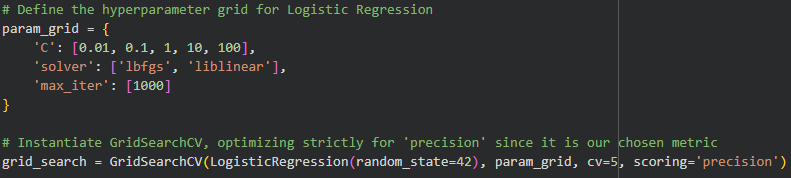 # Define the hyperparameter grid for Logistic Regression
param_grid = {
    'C': [0.01, 0.1, 1, 10, 100],
    'solver': ['lbfgs', 'liblinear'],
    'max_iter': [1000]
}
# Instantiate GridSearchCV, optimizing strictly for 'precision' since it is our chosen metric
grid_search = GridSearchCV(LogisticRegression(random_state=42), param_grid, cv=5, scoring='precision')